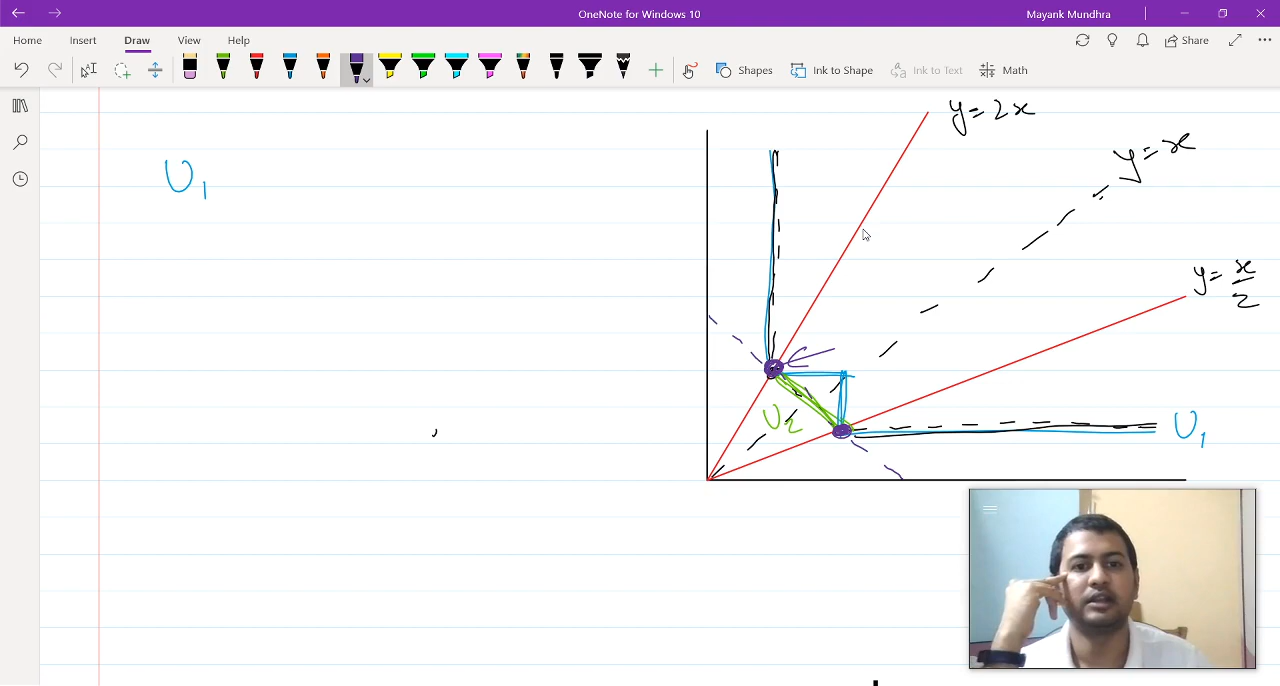 OneNote for Windows 10
Mayank Mundhra
Home Insert Draw View Help
Share
Shapes
Ink to Shape
Ink to Text
Math
y = 2x
y = x
U1
y = x/2
U2
U1